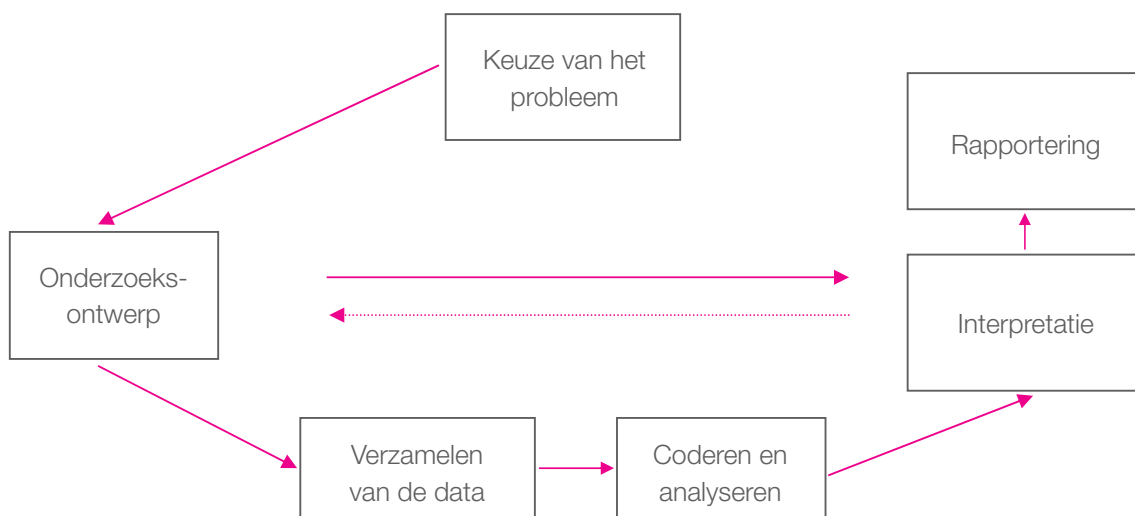 Keuze van het
probleem
Rapportering
Onderzoeks-
ontwerp
Interpretatie
Verzamelen
van de data
Coderen en
analyseren